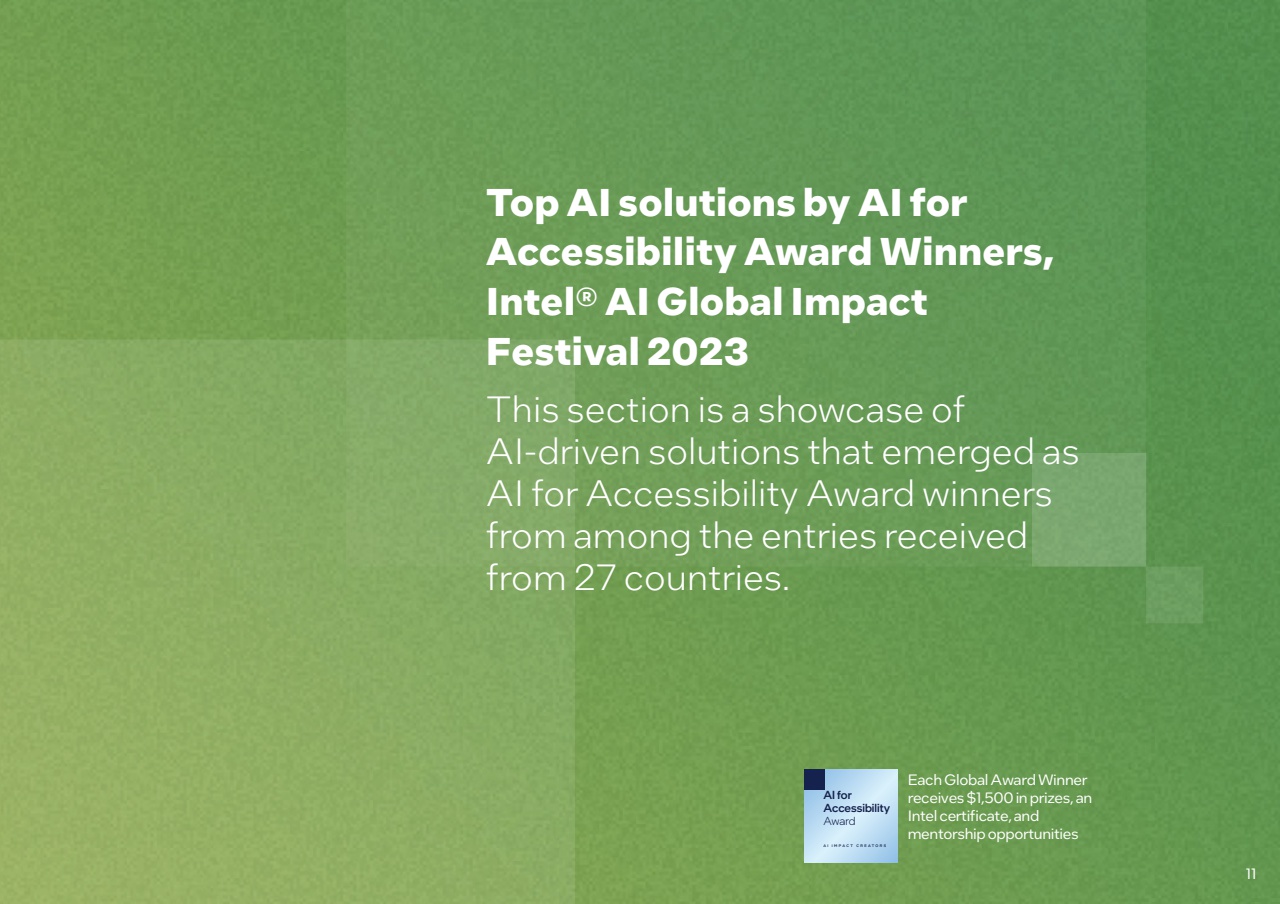 Top AI solutions by AI for
Accessibility Award Winners,
Intel® AI Global Impact
Festival 2023
This section is a showcase of
AI-driven solutions that emerged as
AI for Accessibility Award winners
from among the entries received
from 27 countries.
AI for
Accessibility
Award
AI IMPACT CREATORS
Each Global Award Winner
receives $1,500 in prizes, an
Intel certificate, and
mentorship opportunities
11